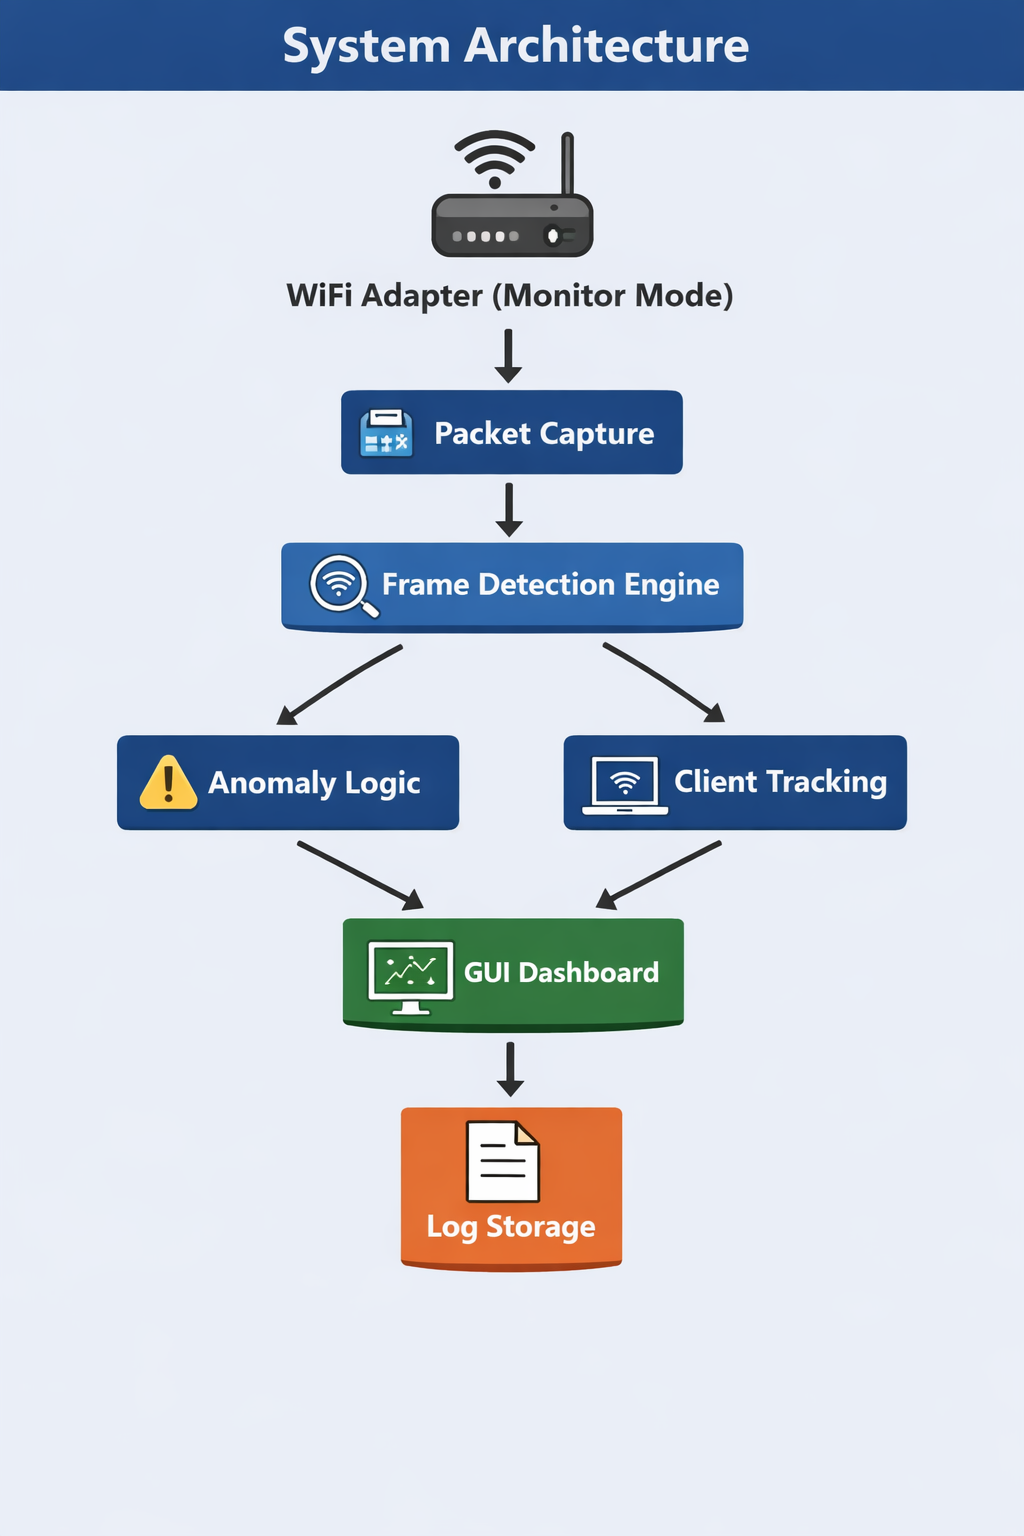 System Architecture
WiFi Adapter (Monitor Mode)
Packet Capture
Frame Detection Engine
Anomaly Logic
Client Tracking
GUI Dashboard
Log Storage